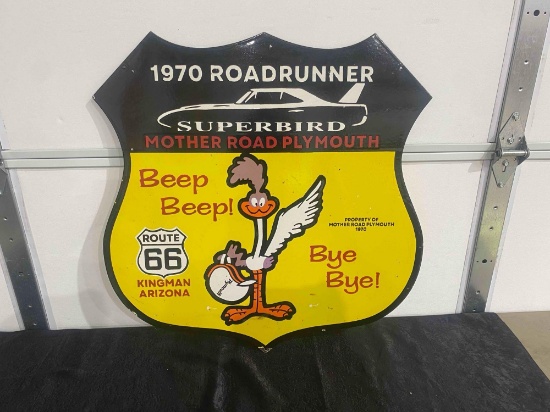 1970 ROADRUNNER
SUPERBIRD
MOTHER ROAD PLYMOUTH
Beep
Beep!
PROPERTY OF
MOTHER ROAD PLYMOUTH
1970
ROUTE
66
KINGMAN
ARIZONA
Bye
Bye!